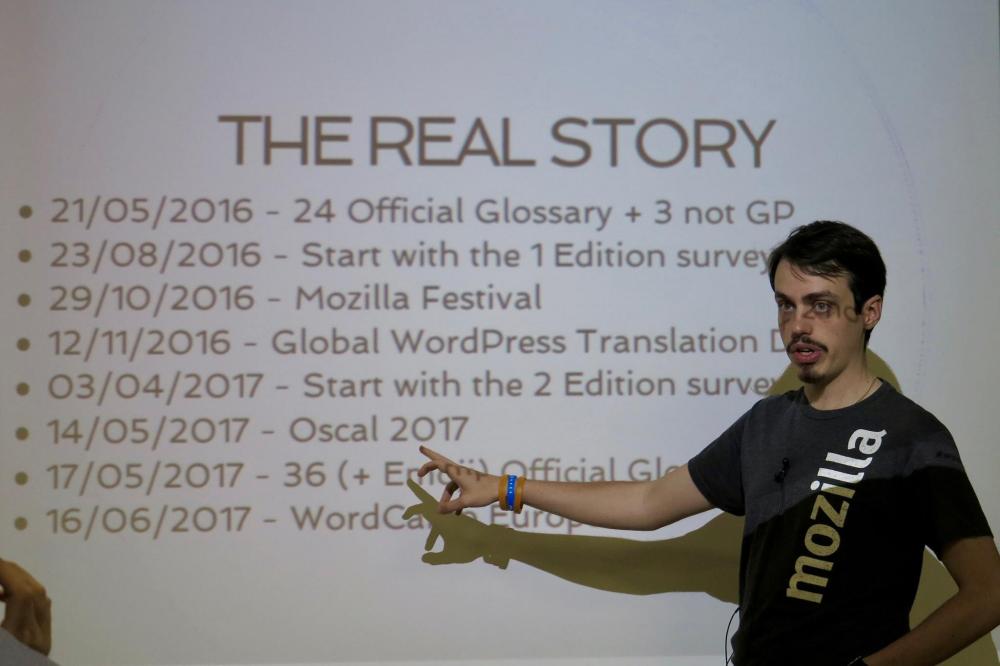 THE REAL STORY
• 21/05/2016 - 24 Official Glossary + 3 not GP
• 23/08/2016 - Start with the 1 Edition survey
• 29/10/2016 - Mozilla Festival
• 12/11/2016 - Global WordPress Translation D
• 03/04/2017 - Start with the 2 Edition survey
• 14/05/2017 - Oscal 2017
• 17/05/2017 - 36 (+ Emoji) Official Glo
• 16/06/2017 - WordCamp Europ
mozilla